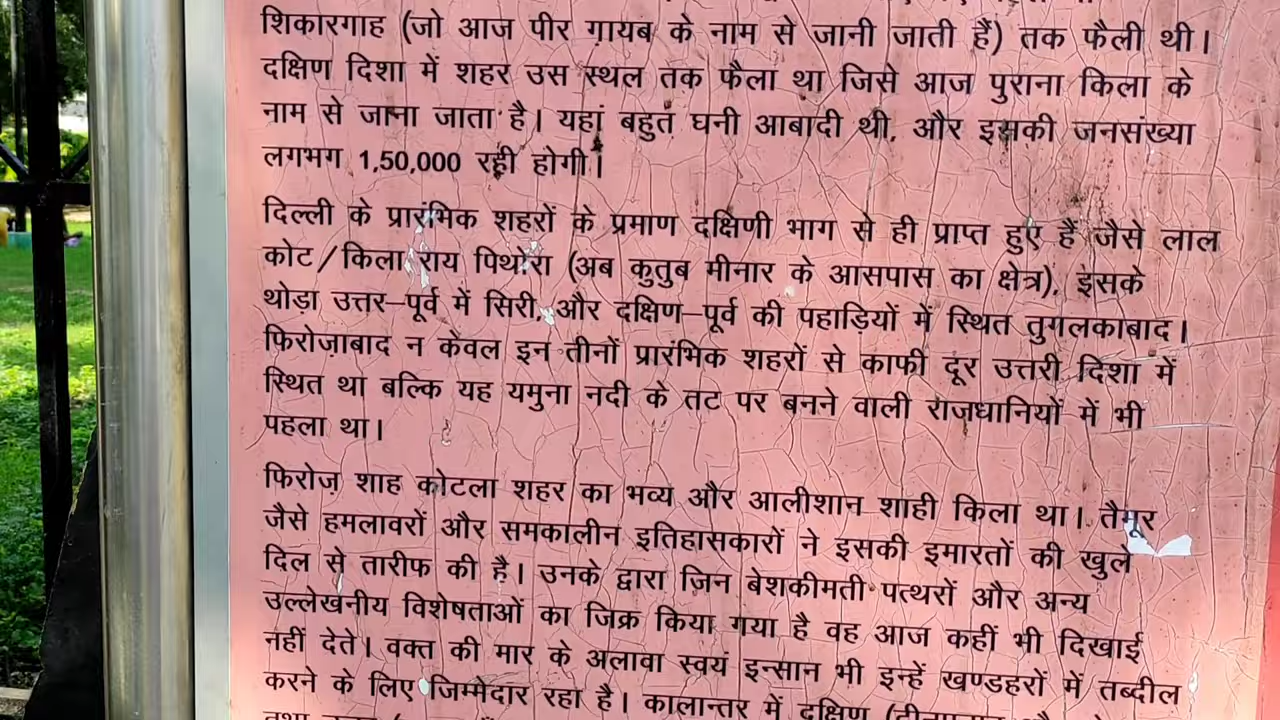 शिकारगाह (जो आज पीर ग़ायब के नाम से जानी जाती हैं) तक फैली थी।
दक्षिण दिशा में शहर उस स्थल तक फैला था जिसे आज पुराना किला के
नाम से जाना जाता है। यहां बहुत घनी आबादी थी, और इसकी जनसंख्या
लगभग 1,50,000 रही होगी।
दिल्ली के प्रारंभिक शहरों के प्रमाण दक्षिणी भाग से ही प्राप्त हुए हैं जैसे लाल
कोट/किला राय पिथोरा (अब कुतुब मीनार के आसपास का क्षेत्र), इसके
थोड़ा उत्तर–पूर्व में सिरी, और दक्षिण–पूर्व की पहाड़ियों में स्थित तुगलकाबाद।
फिरोज़ाबाद न केवल इन तीनों प्रारंभिक शहरों से काफी दूर उत्तरी दिशा में
स्थित था बल्कि यह यमुना नदी के तट पर बनने वाली राजधानियों में भी
पहला था।
फिरोज़ शाह कोटला शहर का भव्य और आलीशान शाही किला था। तैमूर
जैसे हमलावरों और समकालीन इतिहासकारों ने इसकी इमारतों की खुले
दिल से तारीफ की है। उनके द्वारा जिन बेशकीमती पत्थरों और अन्य
उल्लेखनीय विशेषताओं का जिक्र किया गया है वह आज कहीं भी दिखाई
नहीं देते। वक्त की मार के अलावा स्वयं इन्सान भी इन्हें खण्डहरों में तब्दील
करने के लिए जिम्मेदार रहा है। कालान्तर में दक्षिण